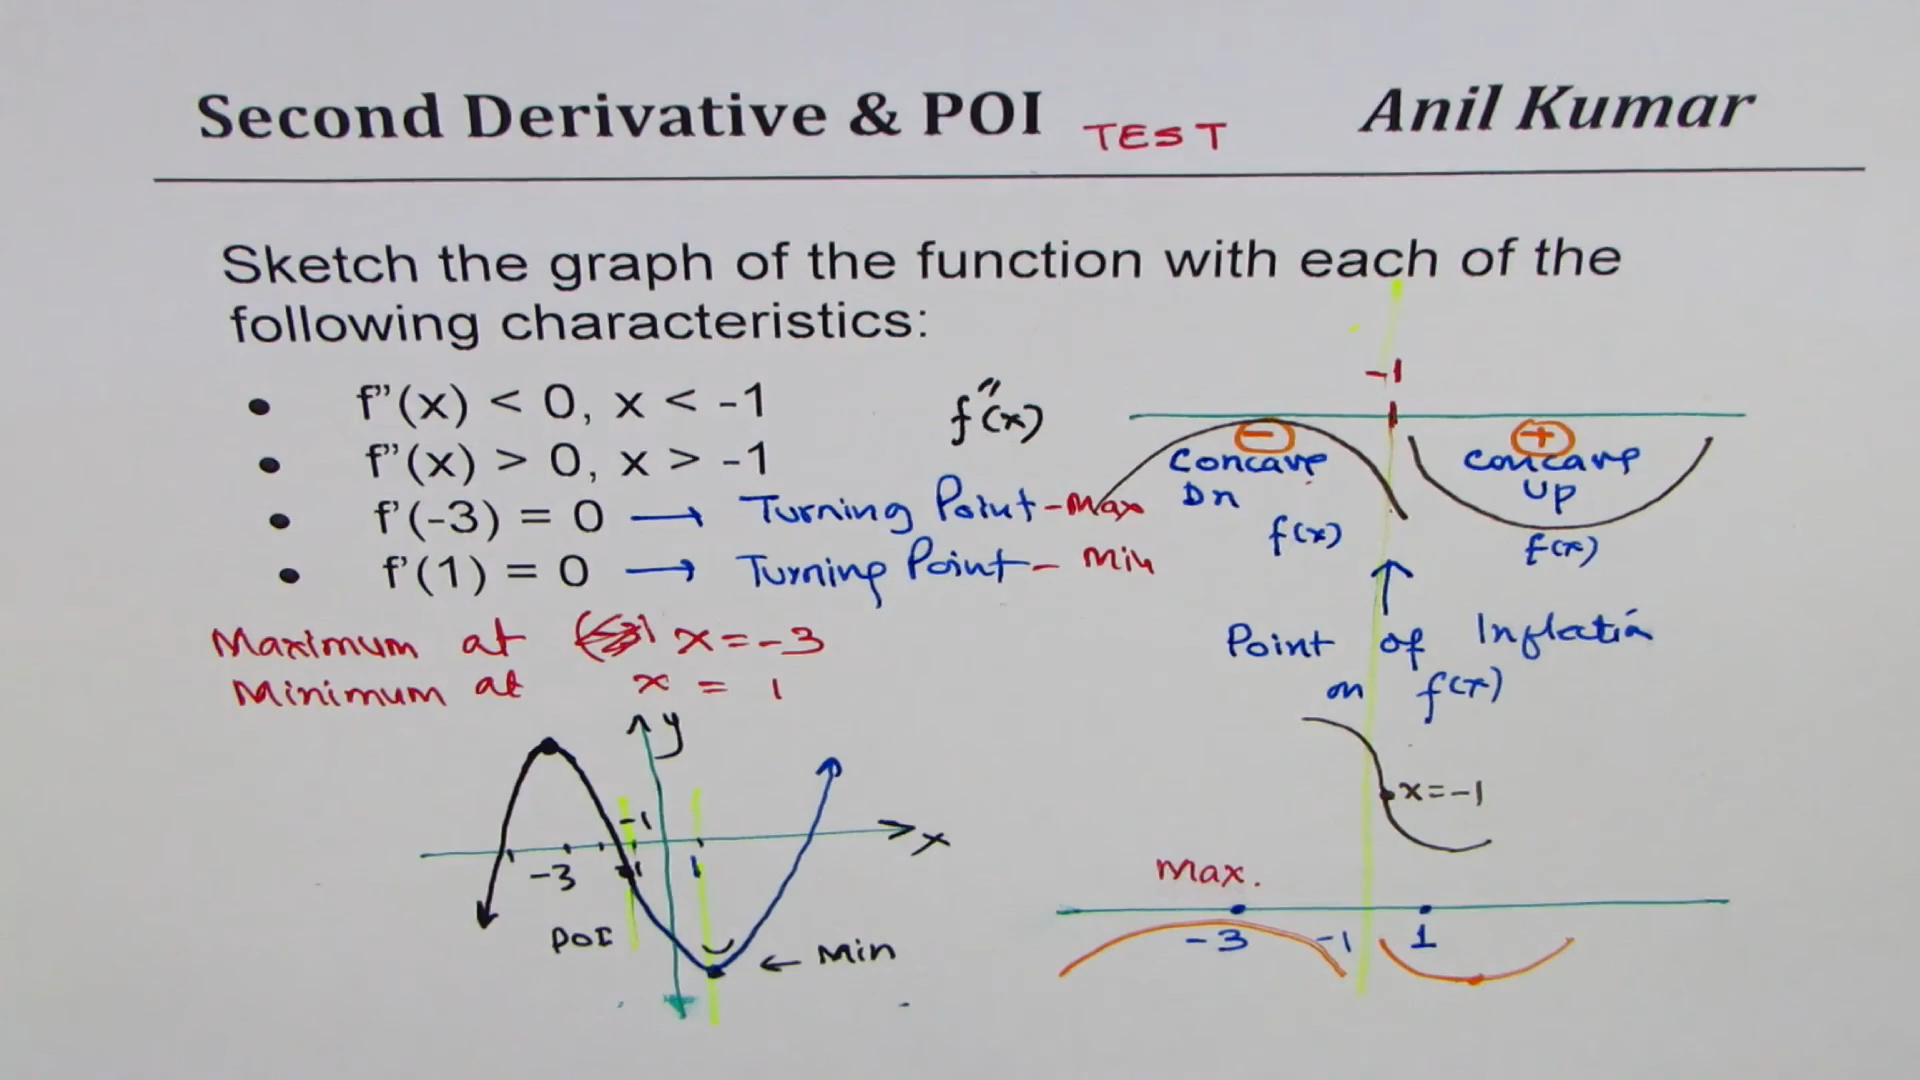 Second Derivative & POI TEST Anil Kumar
Sketch the graph of the function with each of the
following characteristics:
• f"(x) < 0, x < -1
• f"(x) > 0, x > -1
• f'(-3) = 0 → Turning Point - Max
• f'(1) = 0 → Turning Point - Min
Maximum at x = -3
Minimum at x = 1
y
x
-1
-3
-1
1
POI
← Min
f"(x)
-1
- +
Concave
Dn
f(x)
Concave
Up
f(x)
Point of Inflection
on f(x)
x = -1
Max.
-3 -1 1